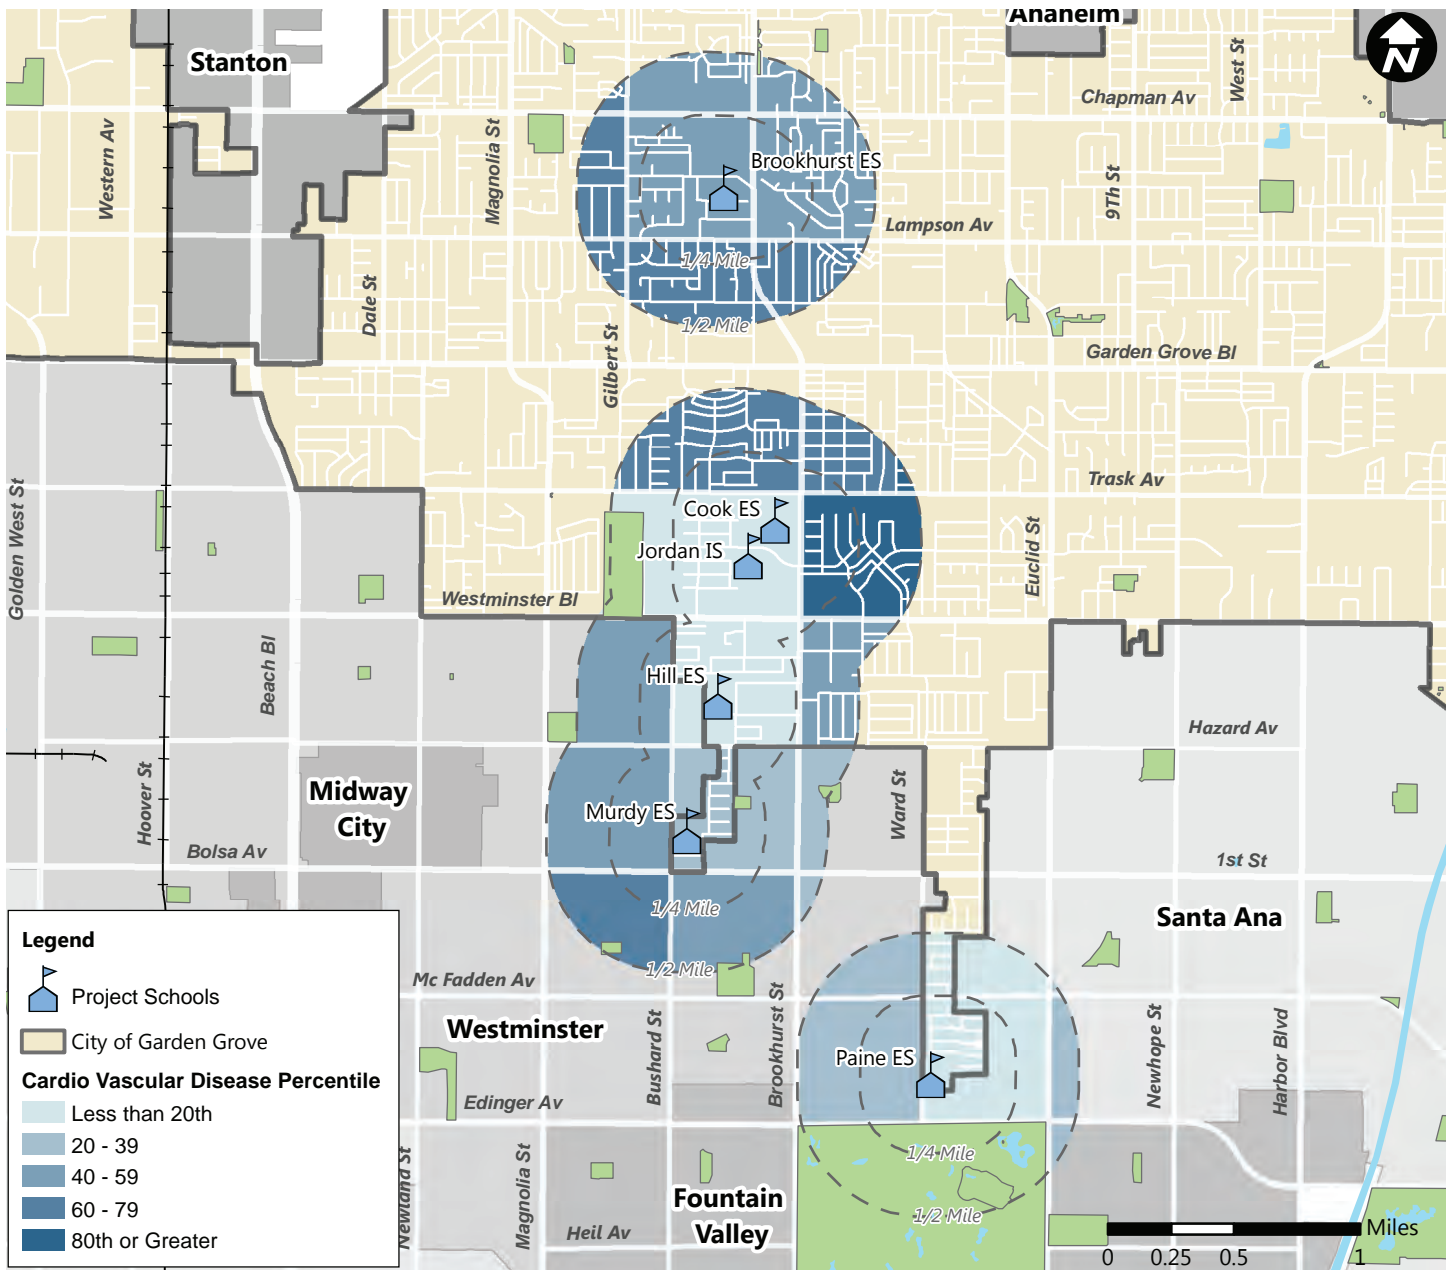 Anaheim
Stanton
Chapman Av
West St
Western Av
Magnolia St
Brookhurst ES
9Th St
Lampson Av
1/4 Mile
Dale St
1/2 Mile
Gilbert St
Garden Grove Bl
Trask Av
Golden West St
Cook ES
Jordan IS
Euclid St
Westminster Bl
Beach Bl
Hill ES
Hazard Av
Hoover St
Midway
City
Murdy ES
Ward St
Bolsa Av
1st St
1/4 Mile
Santa Ana
1/2 Mile
Mc Fadden Av
Westminster
Bushard St
Brookhurst St
Paine ES
Newhope St
Harbor Blvd
Edinger Av
1/4 Mile
Newland St
Magnolia St
Fountain
Valley
1/2 Mile
Heil Av
Legend
Project Schools
City of Garden Grove
Cardio Vascular Disease Percentile
Less than 20th
20 - 39
40 - 59
60 - 79
80th or Greater
Miles
0 0.25 0.5 1
N